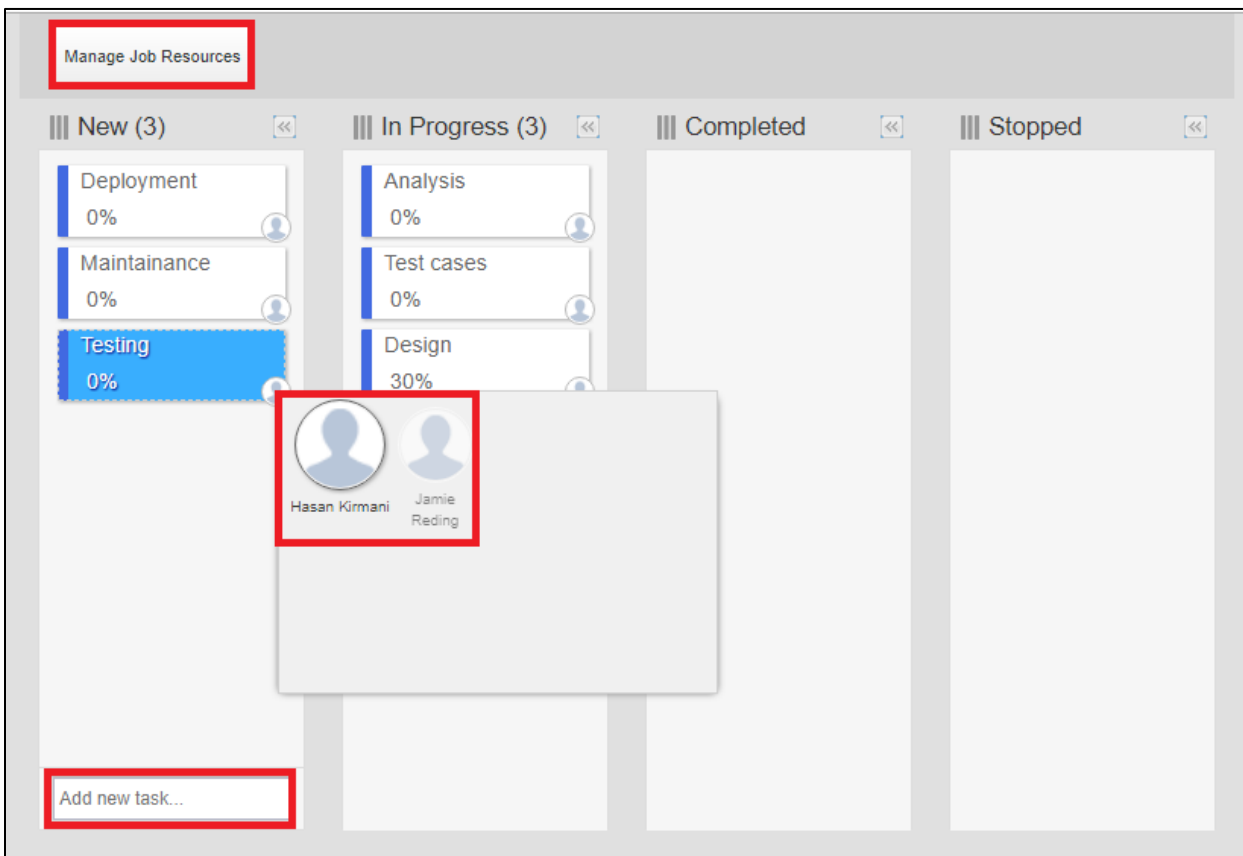 Manage Job Resources
New (3)
In Progress (3)
Completed
Stopped
Deployment
0%
Maintainance
0%
Testing
0%
Analysis
0%
Test cases
0%
Design
30%
Hasan Kirmani
Jamie
Reding
Add new task...